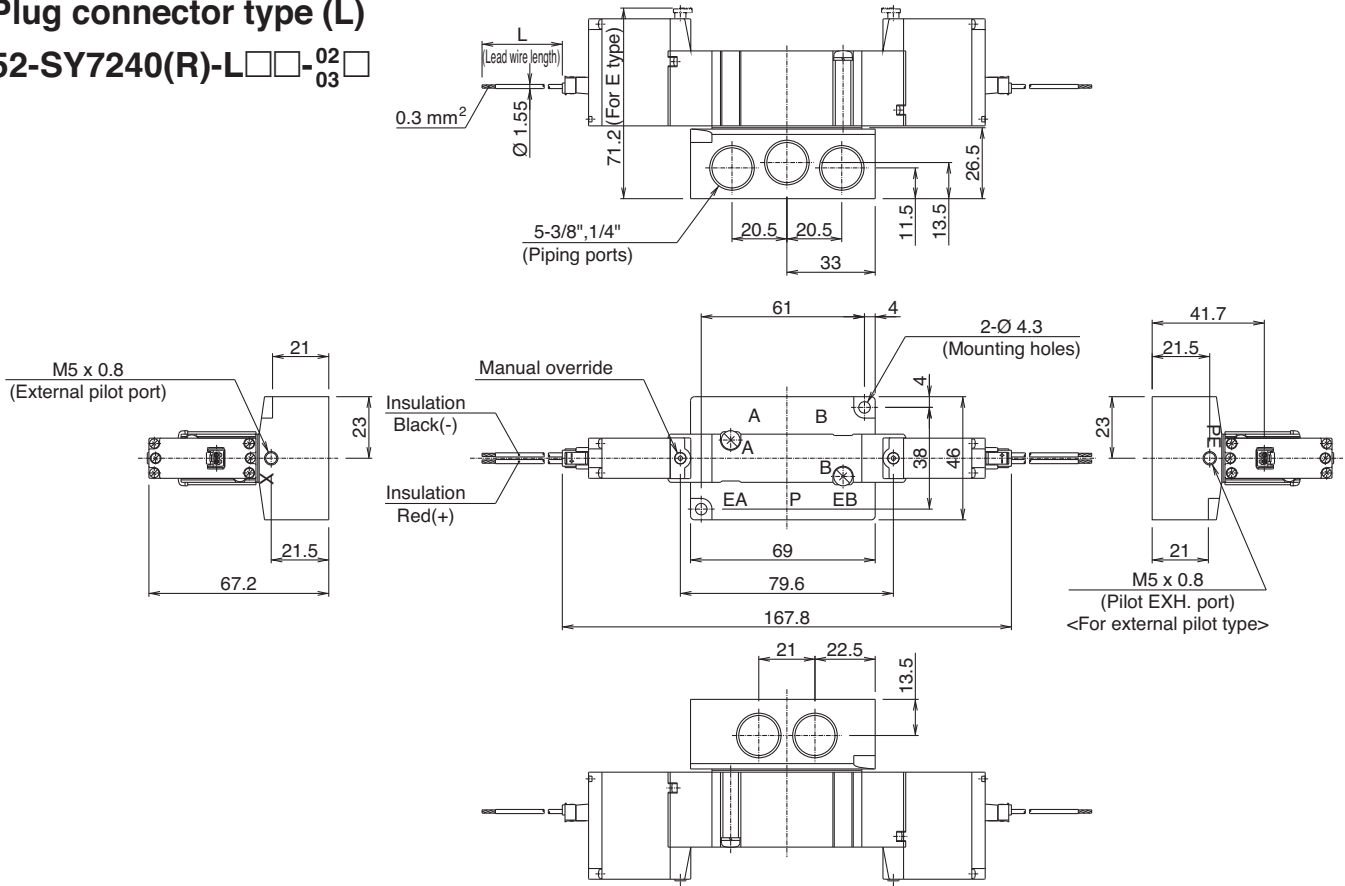 Plug connector type (L)
52-SY7240(R)-L□□-02 03□
L
(Lead wire length)
0.3 mm2
Ø 1.55
71.2 (For E type)
26.5
11.5
13.5
20.5 20.5
5-3/8",1/4"
(Piping ports)
33
61 4
2-Ø 4.3
(Mounting holes)
41.7
21.5
21
M5 x 0.8
(External pilot port)
Manual override
Insulation
Black(-)
4
23
23
A B
A
PE
38
46
X
B
Insulation
Red(+)
EA P EB
21.5
67.2
69
79.6
167.8
21
M5 x 0.8
(Pilot EXH. port)
<For external pilot type>
21 22.5
13.5